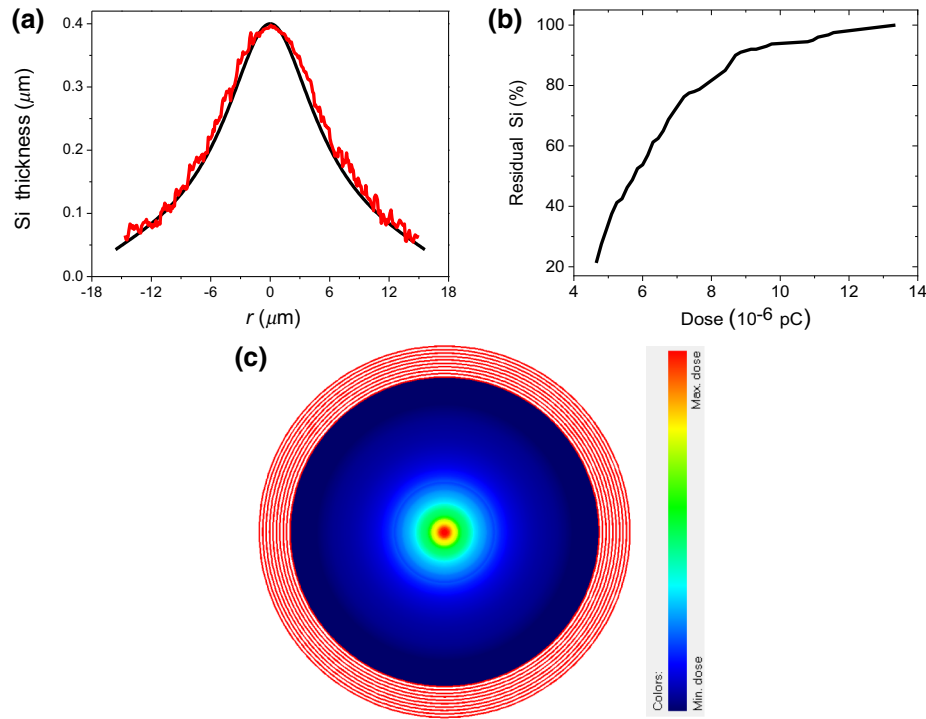 (a)
0.4
0.3
0.2
0.1
0.0
Si thickness (μm)
-18 -12 -6 0 6 12 18
r (μm)
(b)
100
80
60
40
20
Residual Si (%)
4 6 8 10 12 14
Dose (10-6 pC)
(c)
Colors:
Max. dose
Min. dose